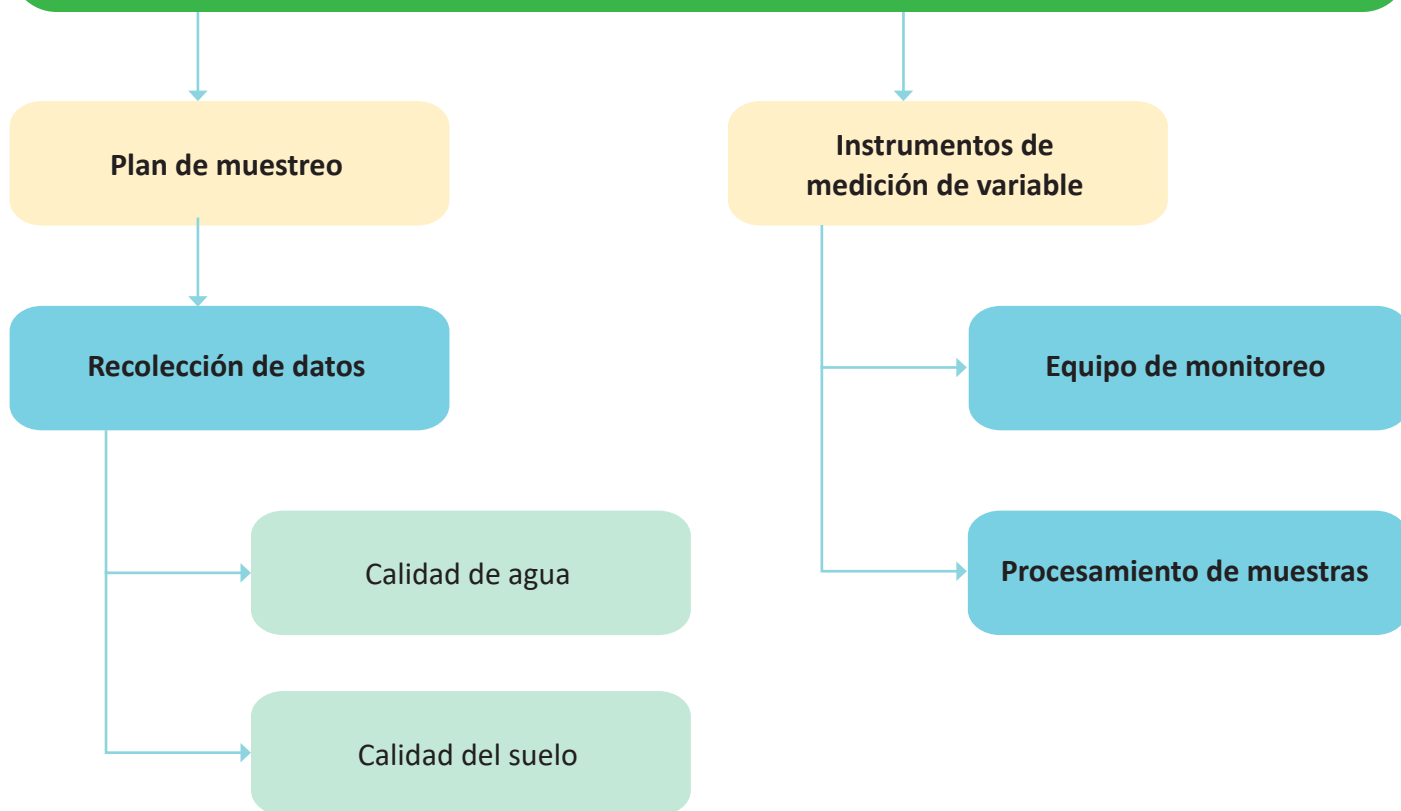 Plan de muestreo
Instrumentos de
medición de variable
Recolección de datos
Equipo de monitoreo
Calidad de agua
Procesamiento de muestras
Calidad del suelo